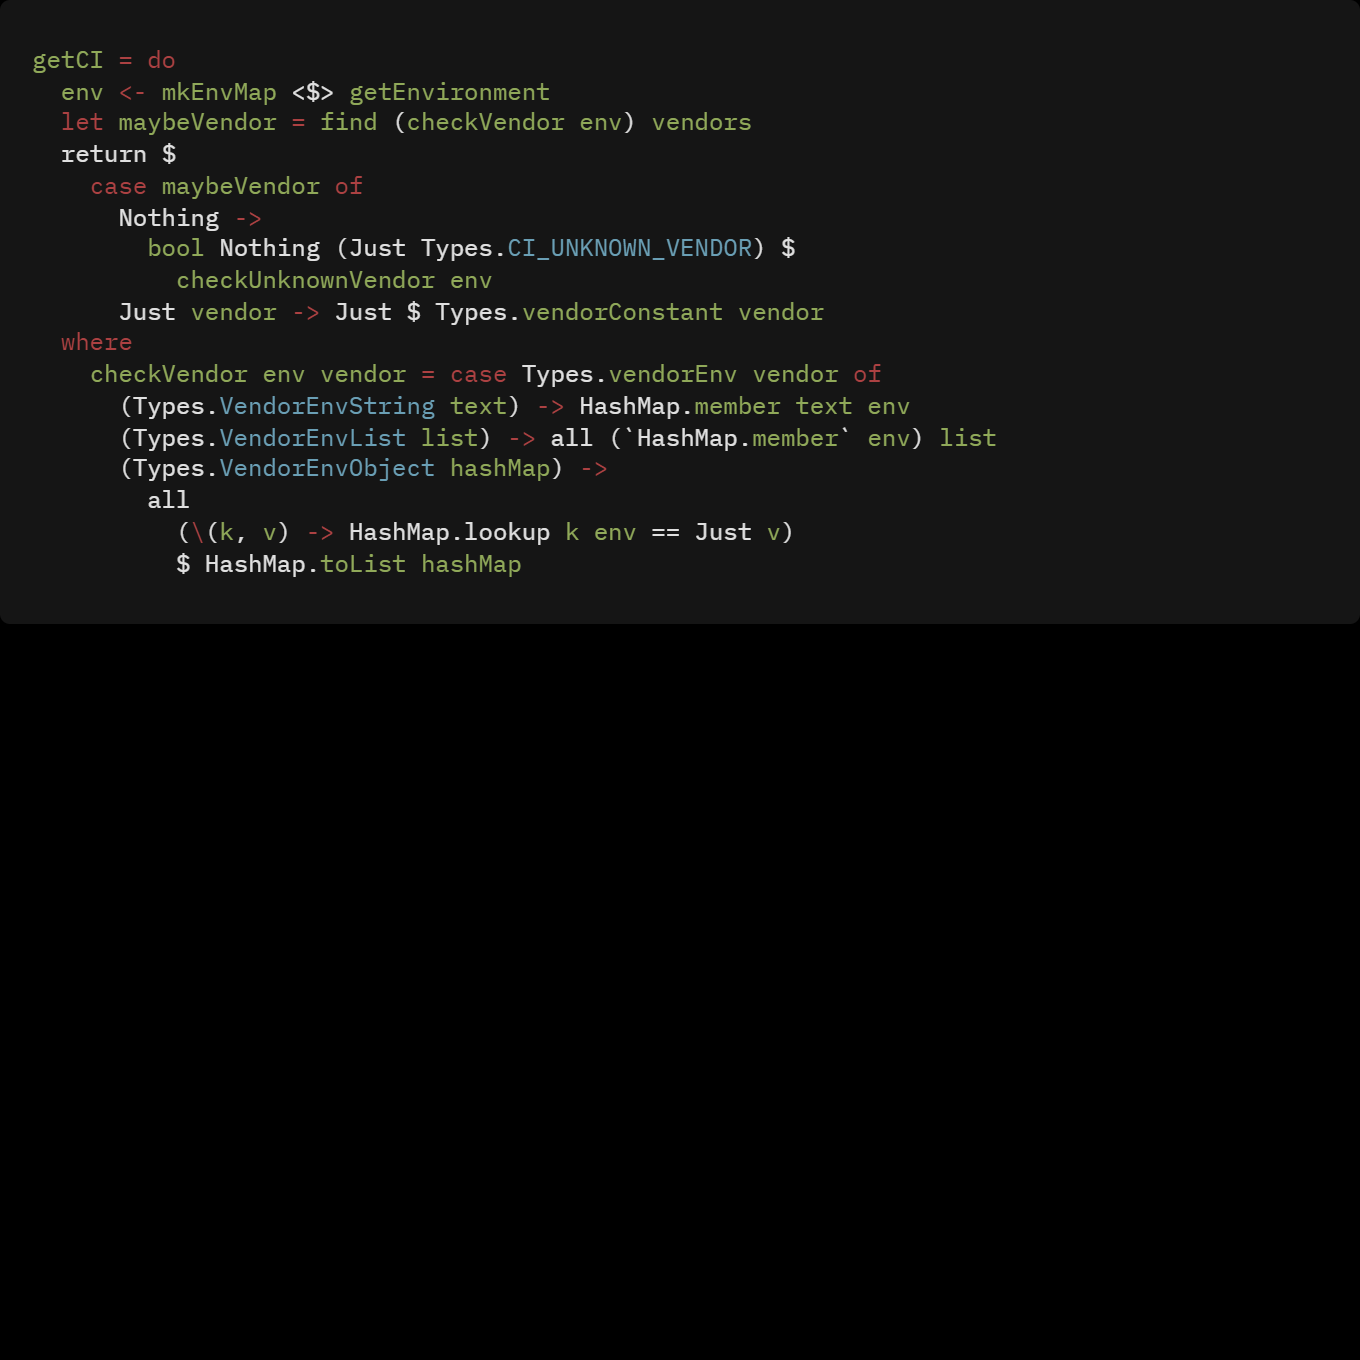 getCI = do
  env <- mkEnvMap <$> getEnvironment
  let maybeVendor = find (checkVendor env) vendors
  return $
    case maybeVendor of
      Nothing ->
        bool Nothing (Just Types.CI_UNKNOWN_VENDOR) $
          checkUnknownVendor env
      Just vendor -> Just $ Types.vendorConstant vendor
  where
    checkVendor env vendor = case Types.vendorEnv vendor of
      (Types.VendorEnvString text) -> HashMap.member text env
      (Types.VendorEnvList list) -> all (`HashMap.member` env) list
      (Types.VendorEnvObject hashMap) ->
        all
          (\(k, v) -> HashMap.lookup k env == Just v)
          $ HashMap.toList hashMap